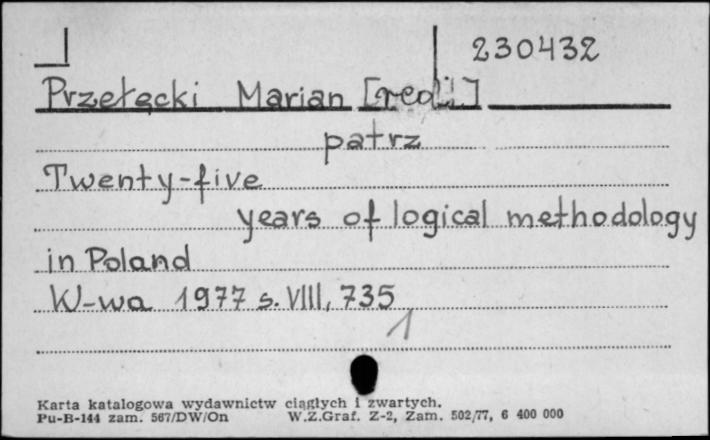 230432
Przełęcki Marian [red.]
patrz
Twenty-five
years of logical methodology
in Poland
W-wa 1977 s. VIII, 735
1
Karta katalogowa wydawnictw ciągłych i zwartych.
Pu-B-144 zam. 567/DW/On W.Z.Graf. Z-2, Zam. 502/77, 6 400 000